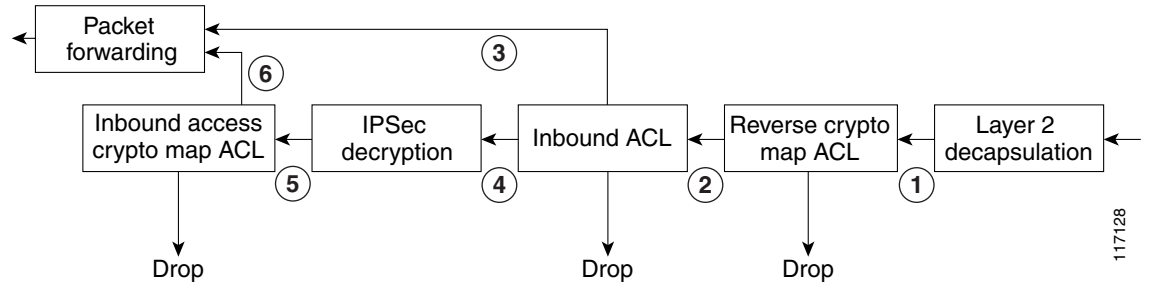 Packet
forwarding
3
6
Inbound access
crypto map ACL
IPSec
decryption
Inbound ACL
Reverse crypto
map ACL
Layer 2
decapsulation
5
4
2
1
117128
Drop
Drop
Drop